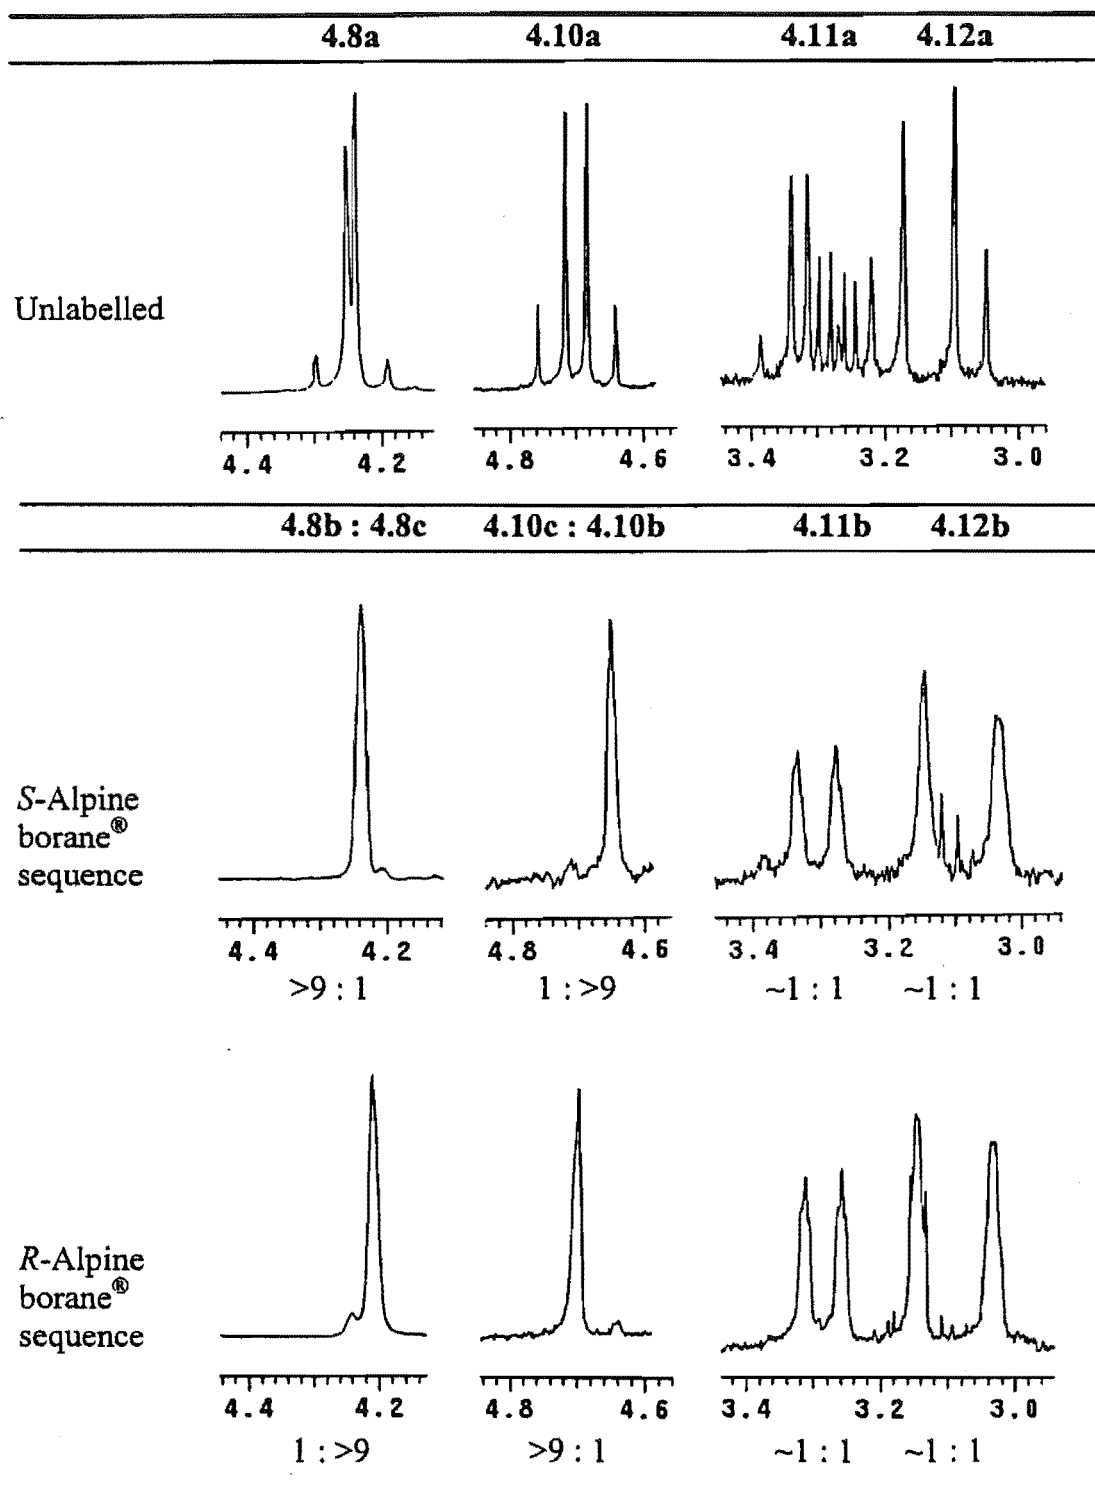 4.8a 4.10a 4.11a 4.12a
Unlabelled
4.4 4.2 4.8 4.6 3.4 3.2 3.0
4.8b : 4.8c 4.10c : 4.10b 4.11b 4.12b
S-Alpine
borane®
sequence
4.4 4.2 4.8 4.6 3.4 3.2 3.0
>9 : 1 1 : >9 ~1 : 1 ~1 : 1
R-Alpine
borane®
sequence
4.4 4.2 4.8 4.6 3.4 3.2 3.0
1 : >9 >9 : 1 ~1 : 1 ~1 : 1